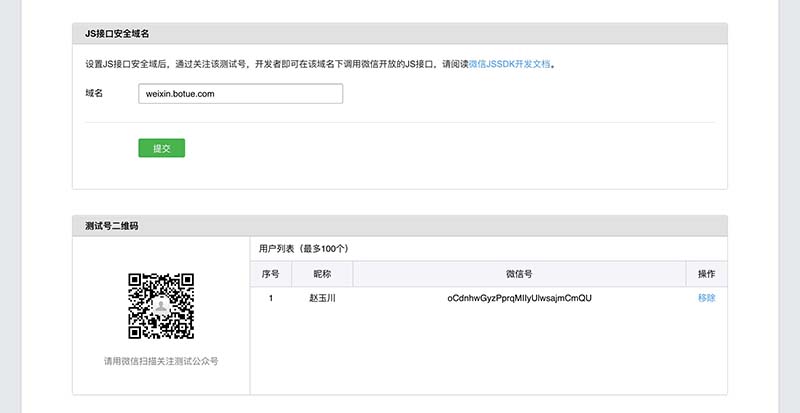 JS接口安全域名
设置JS接口安全域后，通过关注该测试号，开发者即可在该域名下调用微信开放的JS接口，请阅读微信JSSDK开发文档。
域名 weixin.botue.com
提交
测试号二维码
用户列表（最多100个）
序号 昵称 微信号 操作
1 赵玉川 oCdnhwGyzPprqMIIyUIwsajmCmQU 移除
请用微信扫描关注测试公众号